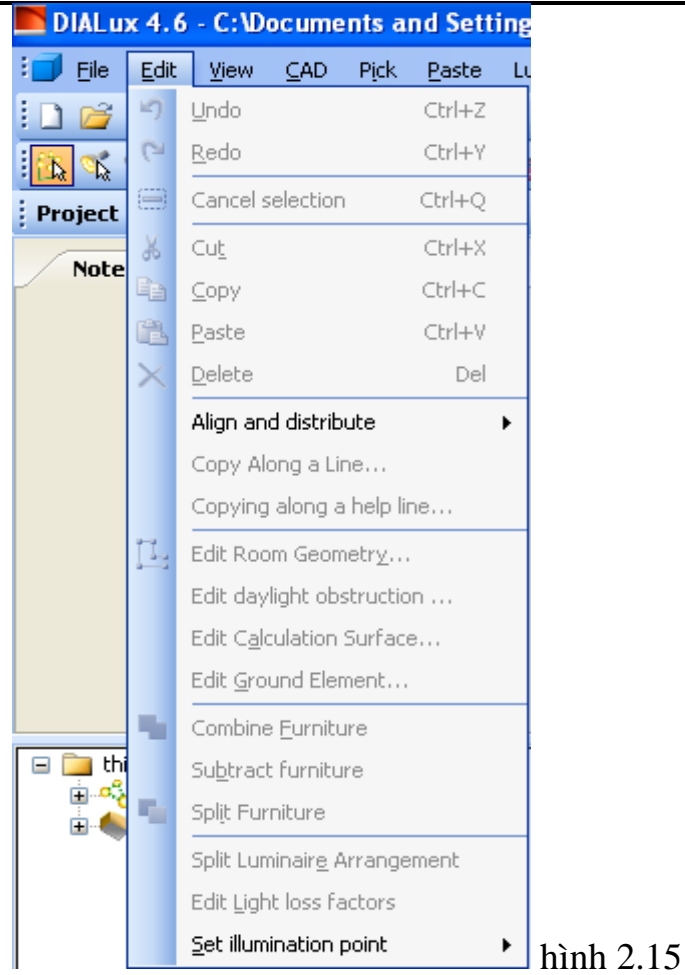 DIALux 4.6 - C:\Documents and Setting
File Edit View CAD Pick Paste Lu
Project
Note
Undo Ctrl+Z
Redo Ctrl+Y
Cancel selection Ctrl+Q
Cut Ctrl+X
Copy Ctrl+C
Paste Ctrl+V
Delete Del
Align and distribute
Copy Along a Line...
Copying along a help line...
Edit Room Geometry...
Edit daylight obstruction ...
Edit Calculation Surface...
Edit Ground Element...
Combine Furniture
Subtract furniture
Split Furniture
Split Luminaire Arrangement
Edit Light loss factors
Set illumination point
thi
hình 2.15